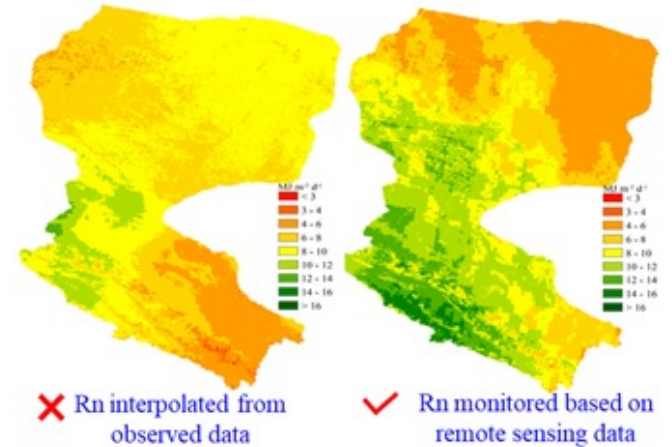 MJ m⁻² d⁻¹
< 3
3 - 4
4 - 6
6 - 8
8 - 10
10 - 12
12 - 14
14 - 16
> 16
MJ m⁻² d⁻¹
< 3
3 - 4
4 - 6
6 - 8
8 - 10
10 - 12
12 - 14
14 - 16
> 16
Rn interpolated from
observed data
Rn monitored based on
remote sensing data